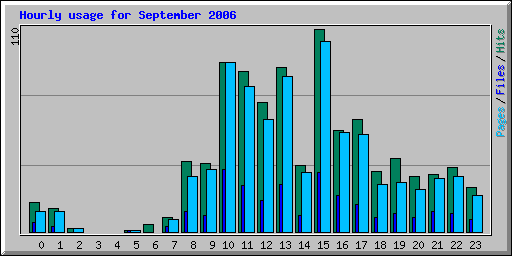 Hourly usage for September 2006
110
Pages / Files / Hits
0 1 2 3 4 5 6 7 8 9 10 11 12 13 14 15 16 17 18 19 20 21 22 23